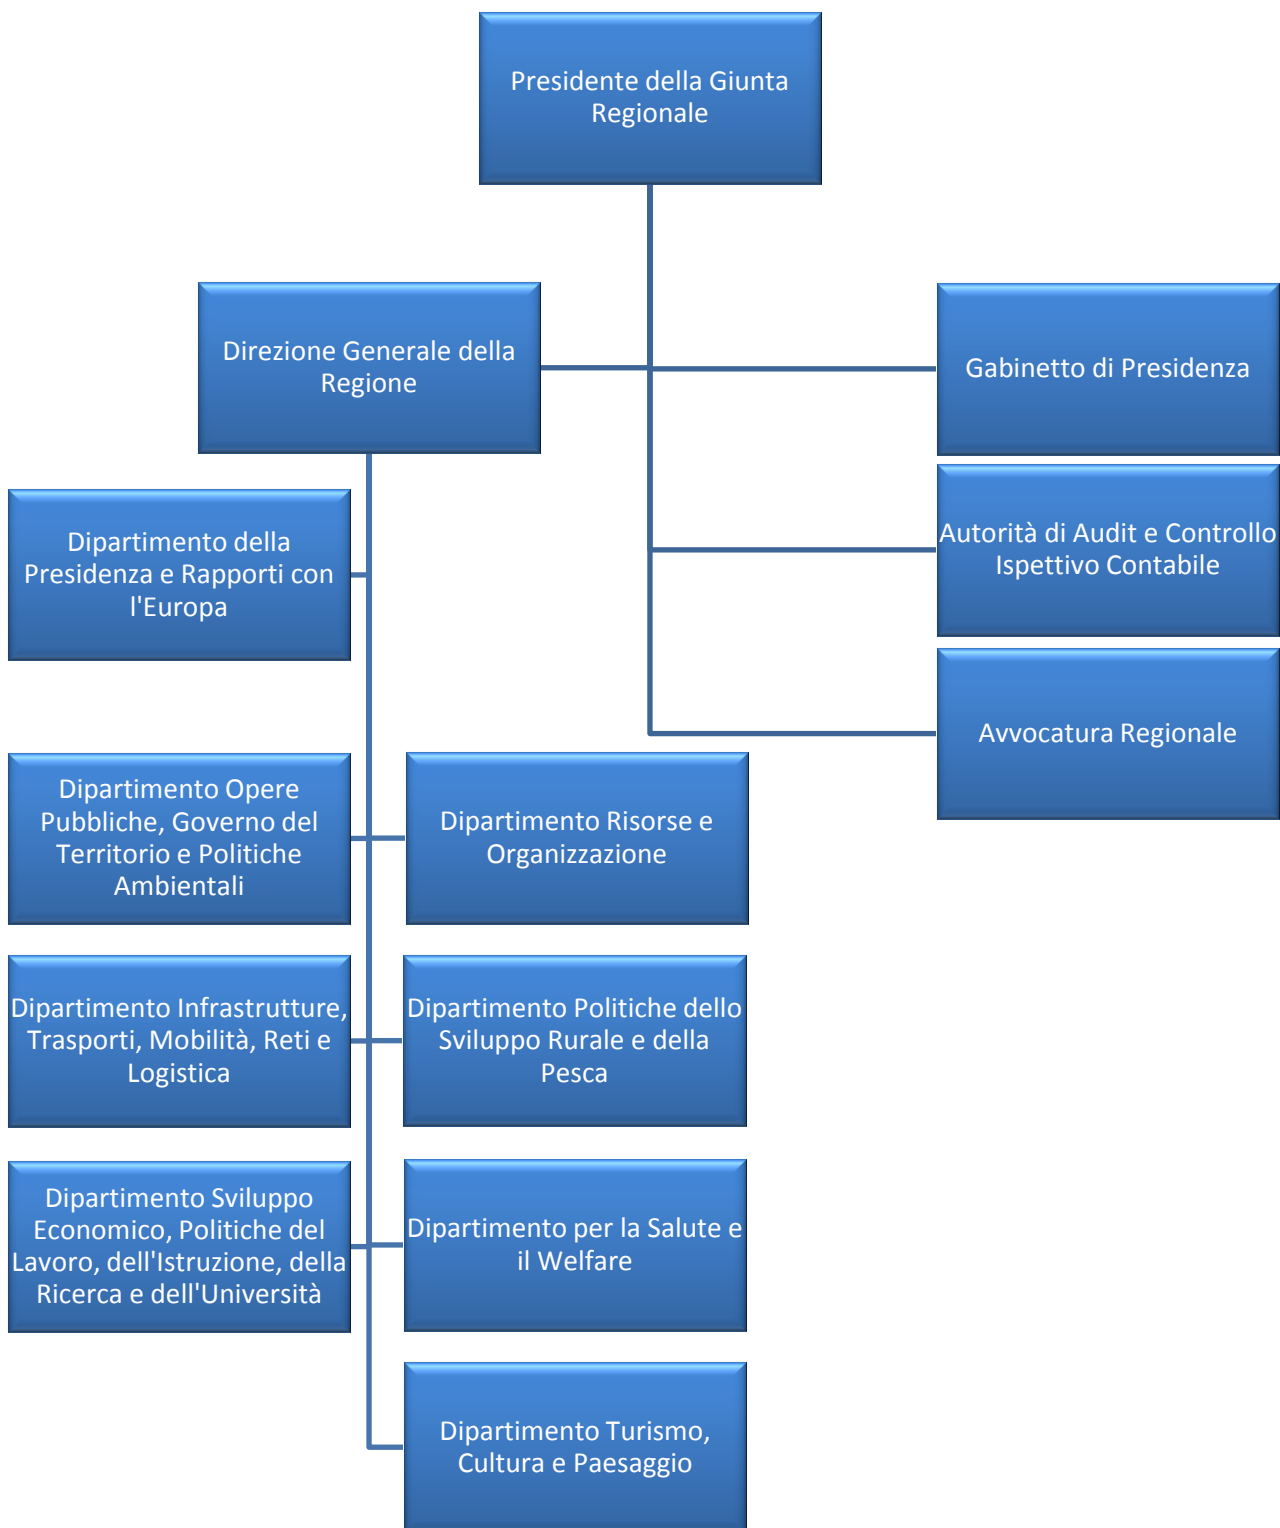 Presidente della Giunta
Regionale
Direzione Generale della
Regione
Gabinetto di Presidenza
Autorità di Audit e Controllo
Ispettivo Contabile
Avvocatura Regionale
Dipartimento della
Presidenza e Rapporti con
l'Europa
Dipartimento Opere
Pubbliche, Governo del
Territorio e Politiche
Ambientali
Dipartimento Risorse e
Organizzazione
Dipartimento Infrastrutture,
Trasporti, Mobilità, Reti e
Logistica
Dipartimento Politiche dello
Sviluppo Rurale e della
Pesca
Dipartimento Sviluppo
Economico, Politiche del
Lavoro, dell'Istruzione, della
Ricerca e dell'Università
Dipartimento per la Salute e
il Welfare
Dipartimento Turismo,
Cultura e Paesaggio